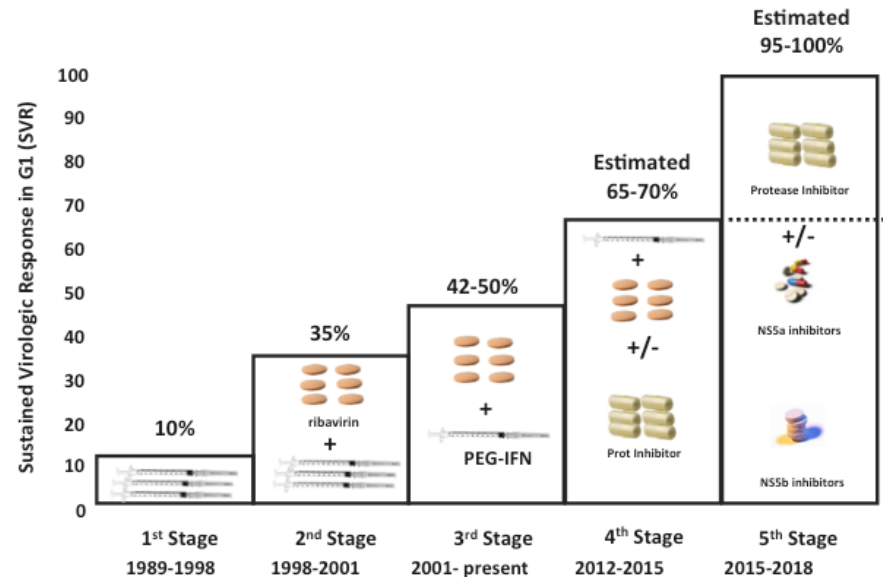 Estimated
95-100%
Sustained Virologic Response in G1 (SVR)
100
90
80
70
60
50
40
30
20
10
0
10%
35%
ribavirin
+
42-50%
+
PEG-IFN
Estimated
65-70%
+
+/-
Prot Inhibitor
Protease Inhibitor
+/-
NS5a inhibitors
NS5b inhibitors
1st Stage
1989-1998
2nd Stage
1998-2001
3rd Stage
2001- present
4th Stage
2012-2015
5th Stage
2015-2018